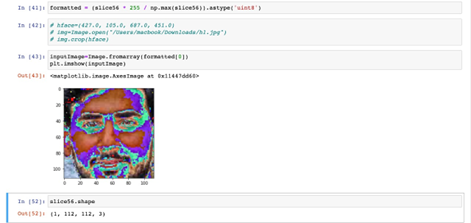 In [41]: formatted = (slice56 * 255 / np.max(slice56)).astype('uint8')
In [42]: # hface=(427.0, 105.0, 687.0, 451.0)
# img=Image.open("/Users/machook/Downloads/h1.jpg")
# img.crop(hface)
In [43]: inputImage=Image.fromarray(formatted[0])
plt.imshow(inputImage)
Out[43]: <matplotlib.image.AxesImage at 0x11447dd60>
0
20
40
60
80
100
0 20 40 60 80 100
In [52]: slice56.shape
Out[52]: (1, 112, 112, 3)